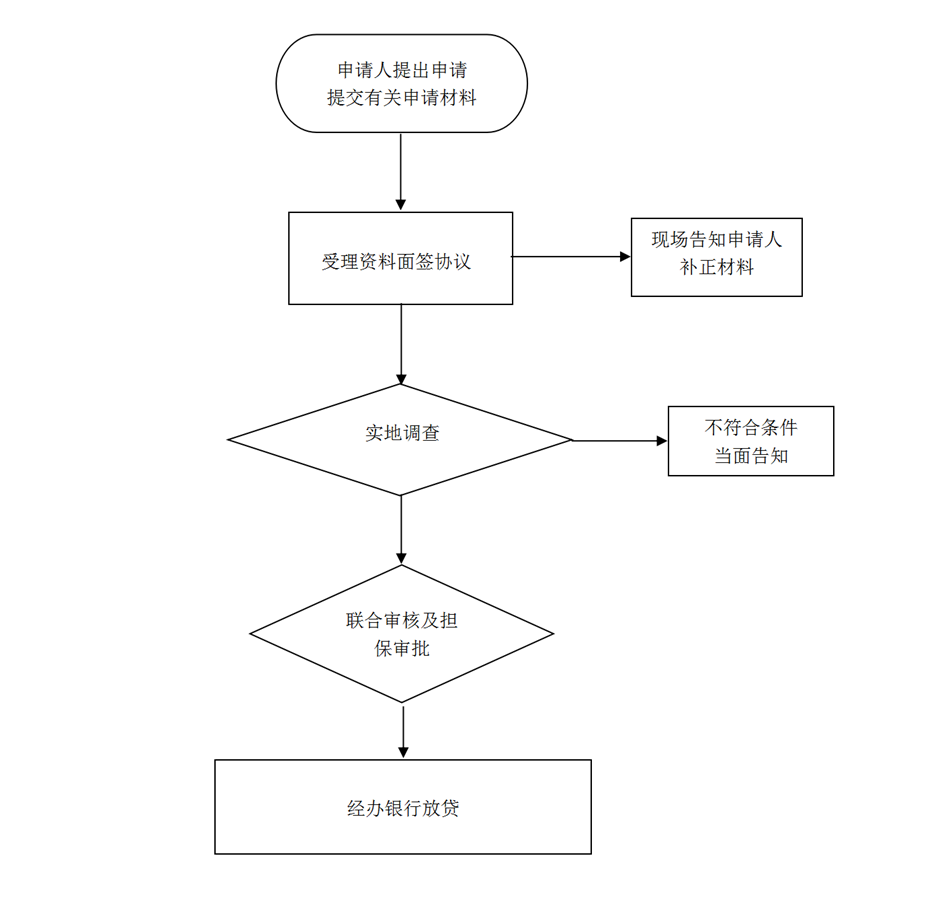 申请人提出申请
提交有关申请材料
受理资料面签协议
现场告知申请人
补正材料
实地调查
不符合条件
当面告知
联合审核及担
保审批
经办银行放贷